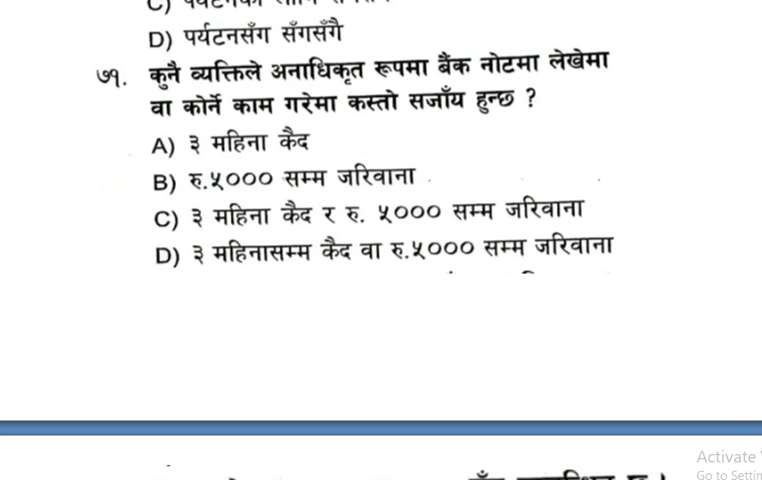 D) पर्यटनसँग सँगसँगै
७१. कुनै व्यक्तिले अनाधिकृत रूपमा बैंक नोटमा लेखेमा
वा कोर्ने काम गरेमा कस्तो सजाँय हुन्छ ?
A) ३ महिना कैद
B) रु.५००० सम्म जरिवाना
C) ३ महिना कैद र रु. ५००० सम्म जरिवाना
D) ३ महिनासम्म कैद वा रु.५००० सम्म जरिवाना
Activate
Go to Settin